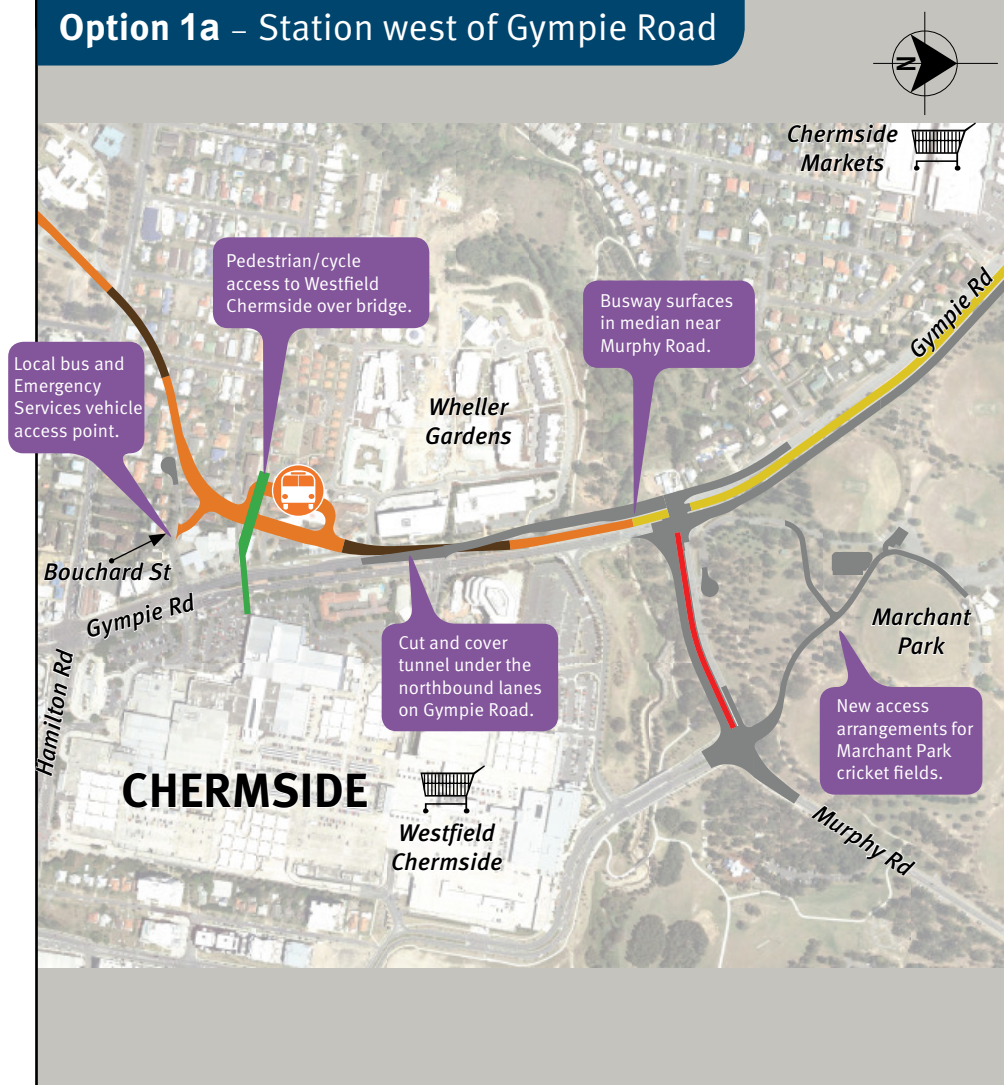 Option 1a – Station west of Gympie Road
N
Chermside
Markets
Pedestrian/cycle
access to Westfield
Chermside over bridge.
Busway surfaces
in median near
Murphy Road.
Gympie Rd
Local bus and
Emergency
Services vehicle
access point.
Wheller
Gardens
Bouchard St
Gympie Rd
Hamilton Rd
Cut and cover
tunnel under the
northbound lanes
on Gympie Road.
Marchant
Park
New access
arrangements for
Marchant Park
cricket fields.
CHERMSIDE
Westfield
Chermside
Murphy Rd